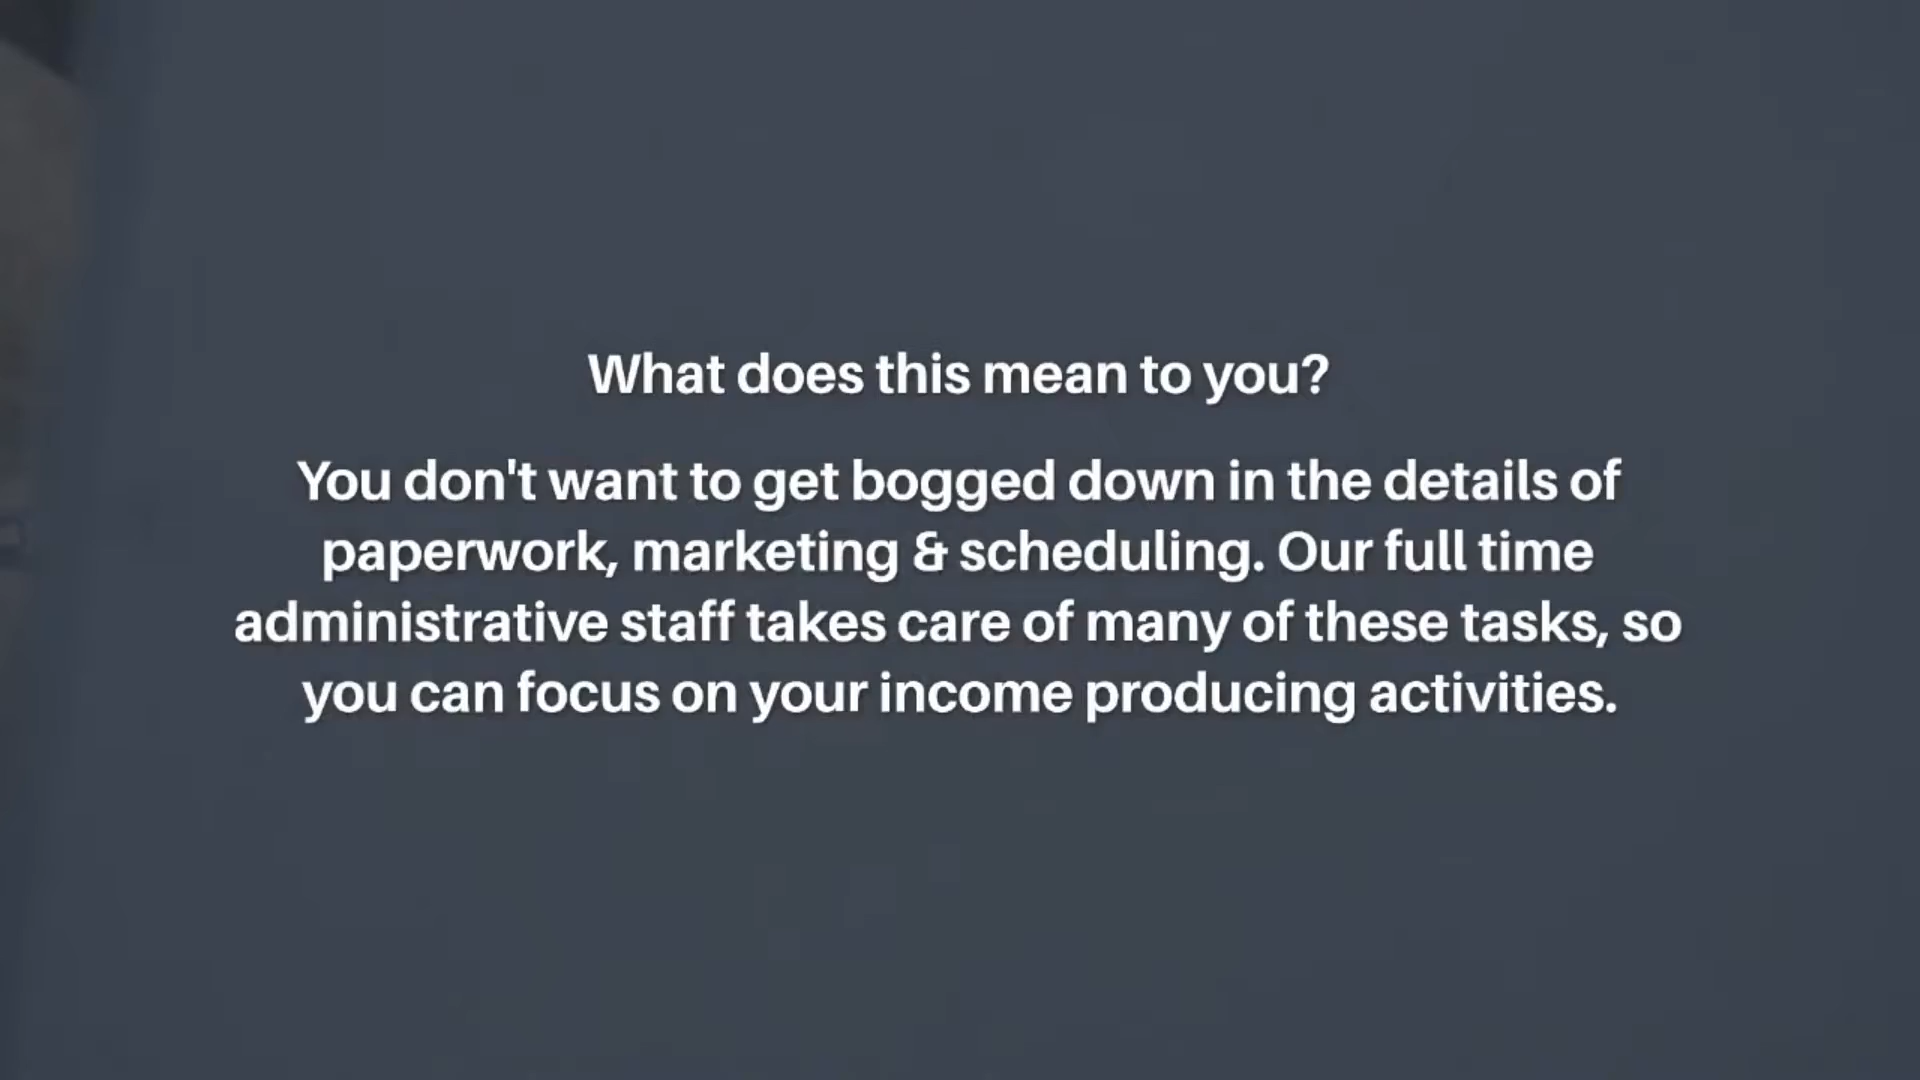 What does this mean to you?
You don't want to get bogged down in the details of
paperwork, marketing & scheduling. Our full time
administrative staff takes care of many of these tasks, so
you can focus on your income producing activities.